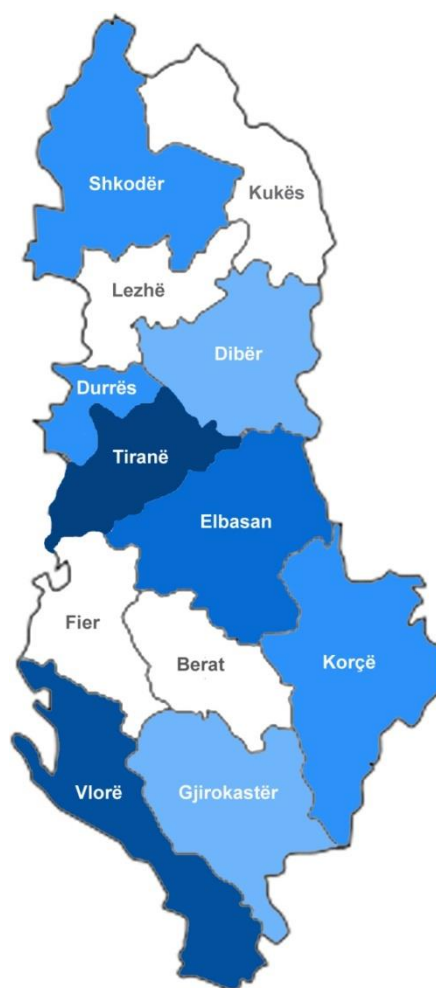 Shkodër
Kukës
Lezhë
Dibër
Durrës
Tiranë
Elbasan
Fier
Berat
Korçë
Vlorë
Gjirokastër